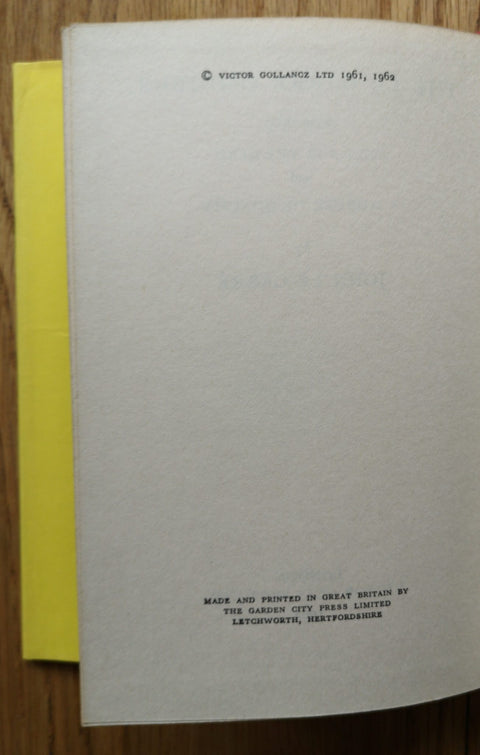 © VICTOR GOLLANCZ LTD 1961, 1962
MADE AND PRINTED IN GREAT BRITAIN BY
THE GARDEN CITY PRESS LIMITED
LETCHWORTH, HERTFORDSHIRE